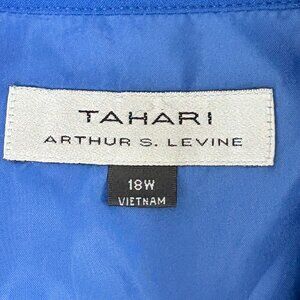 TAHARI
ARTHUR S. LEVINE
18W
VIETNAM